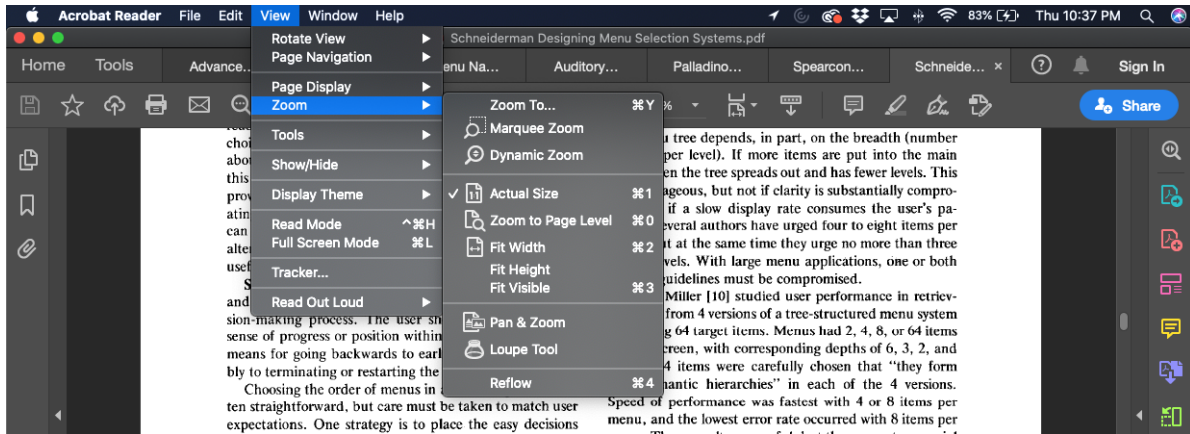 Acrobat Reader File Edit View Window Help 83% Thu 10:37 PM
Schneiderman Designing Menu Selection Systems.pdf
Home Tools Advance... enu Na... Auditory... Palladino... Spearcon... Schneide... × ? Sign In
% Share
Rotate View
Page Navigation
Page Display
Zoom
Tools
Show/Hide
Display Theme
Read Mode ^⌘H
Full Screen Mode ⌘L
Tracker...
Read Out Loud
Zoom To... ⌘Y
Marquee Zoom
Dynamic Zoom
✓ Actual Size ⌘1
Zoom to Page Level ⌘0
Fit Width ⌘2
Fit Height
Fit Visible ⌘3
Pan & Zoom
Loupe Tool
Reflow ⌘4
choi
abou
this
prov
atin
can
alter
usef
S
and
sion-making process. The user sh
sense of progress or position within
means for going backwards to earl
bly to terminating or restarting the
Choosing the order of menus in a
ten straightforward, but care must be taken to match user
expectations. One strategy is to place the easy decisions
u tree depends, in part, on the breadth (number
per level). If more items are put into the main
en the tree spreads out and has fewer levels. This
ageous, but not if clarity is substantially compro-
if a slow display rate consumes the user's pa-
everal authors have urged four to eight items per
ut at the same time they urge no more than three
vels. With large menu applications, one or both
guidelines must be compromised.
Miller [10] studied user performance in retriev-
from 4 versions of a tree-structured menu system
g 64 target items. Menus had 2, 4, 8, or 64 items
creen, with corresponding depths of 6, 3, 2, and
4 items were carefully chosen that "they form
mantic hierarchies" in each of the 4 versions.
Speed of performance was fastest with 4 or 8 items per
menu, and the lowest error rate occurred with 8 items per